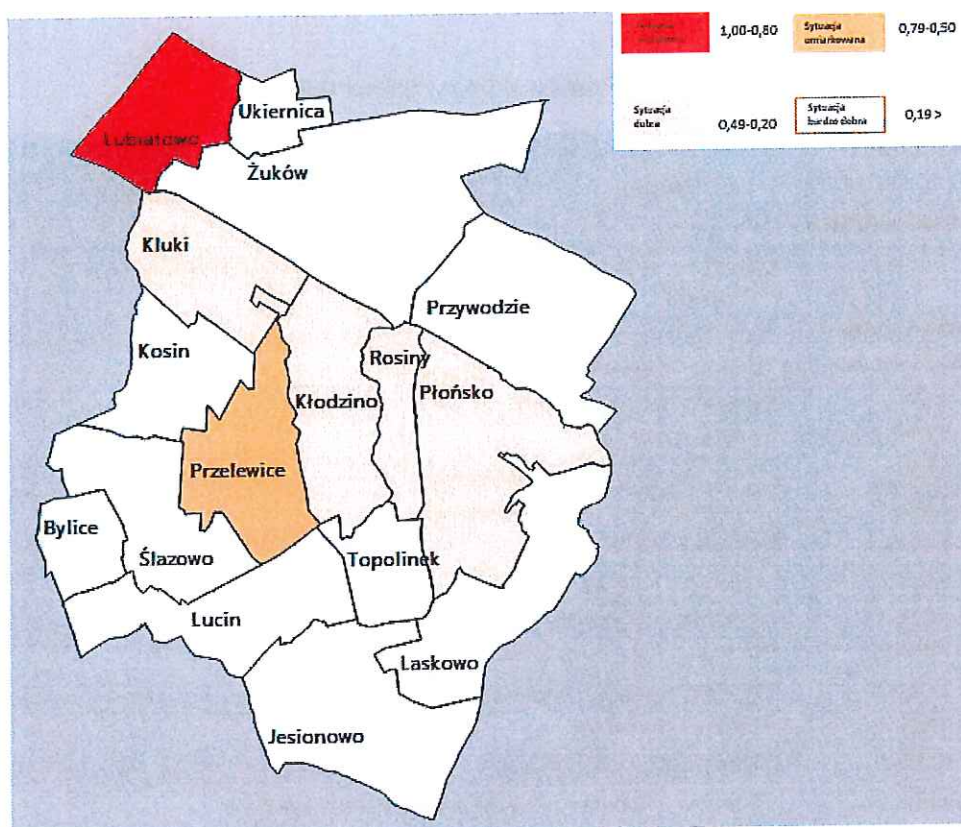 1,00-0,80
Sytuacja
umiarkowana
0,79-0,50
Sytuacja
dobra
0,49-0,20
Sytuacja
bardzo dobra
0,19 >
Ukiernica
Lubiatowo
Żuków
Kluki
Przywodzie
Kosin
Rosiny
Kłodzino
Płońsko
Przelewice
Bylice
Ślazowo
Topolinek
Lucin
Laskowo
Jesionowo